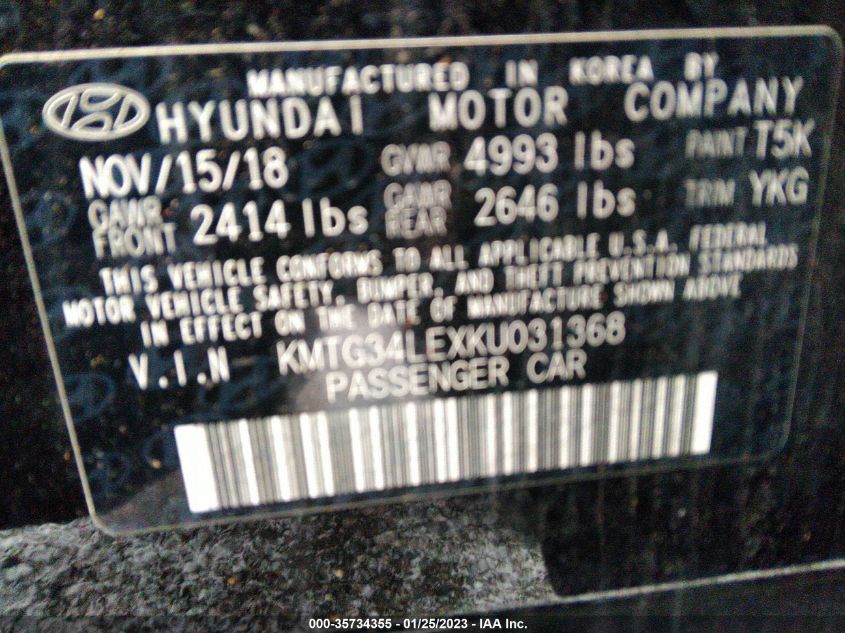 MANUFACTURED IN KOREA BY
HYUNDAI MOTOR COMPANY
NOV/15/18 GVWR 4993 lbs PAINT T5K
GAWR FRONT 2414 lbs GAWR REAR 2646 lbs TRIM YKG
THIS VEHICLE CONFORMS TO ALL APPLICABLE U.S.A. FEDERAL
MOTOR VEHICLE SAFETY, BUMPER, AND THEFT PREVENTION STANDARDS
IN EFFECT ON THE DATE OF MANUFACTURE SHOWN ABOVE
V.I.N KMTG34LEXKU031368
PASSENGER CAR
000-35734355 - 01/25/2023 - IAA Inc.